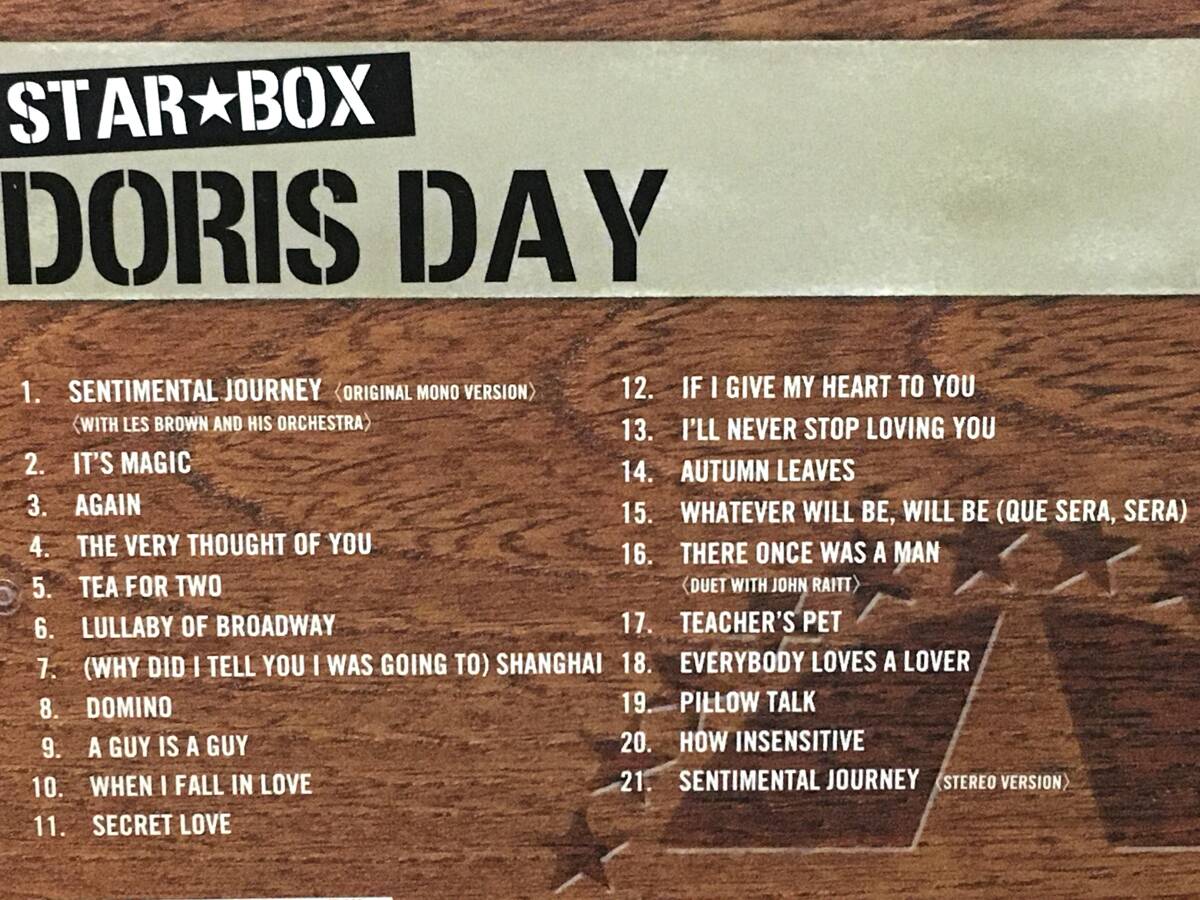 STAR★BOX
DORIS DAY
1. SENTIMENTAL JOURNEY 〈ORIGINAL MONO VERSION〉
〈WITH LES BROWN AND HIS ORCHESTRA〉
2. IT'S MAGIC
3. AGAIN
4. THE VERY THOUGHT OF YOU
5. TEA FOR TWO
6. LULLABY OF BROADWAY
7. (WHY DID I TELL YOU I WAS GOING TO) SHANGHAI
8. DOMINO
9. A GUY IS A GUY
10. WHEN I FALL IN LOVE
11. SECRET LOVE
12. IF I GIVE MY HEART TO YOU
13. I'LL NEVER STOP LOVING YOU
14. AUTUMN LEAVES
15. WHATEVER WILL BE, WILL BE (QUE SERA, SERA)
16. THERE ONCE WAS A MAN
〈DUET WITH JOHN RAITT〉
17. TEACHER'S PET
18. EVERYBODY LOVES A LOVER
19. PILLOW TALK
20. HOW INSENSITIVE
21. SENTIMENTAL JOURNEY 〈STEREO VERSION〉